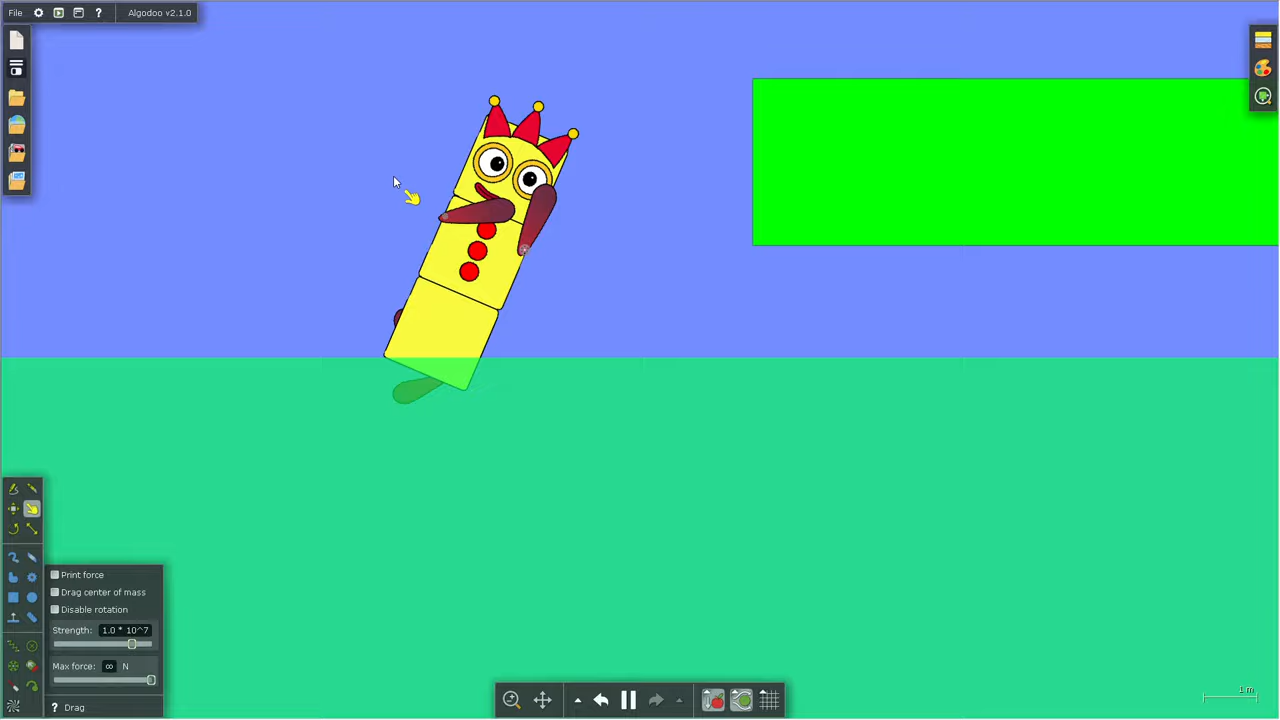 File ? Algodoo v2.1.0
Print force
Drag center of mass
Disable rotation
Strength: 1.0 * 10^7
Max force: ∞ N
? Drag
1 m